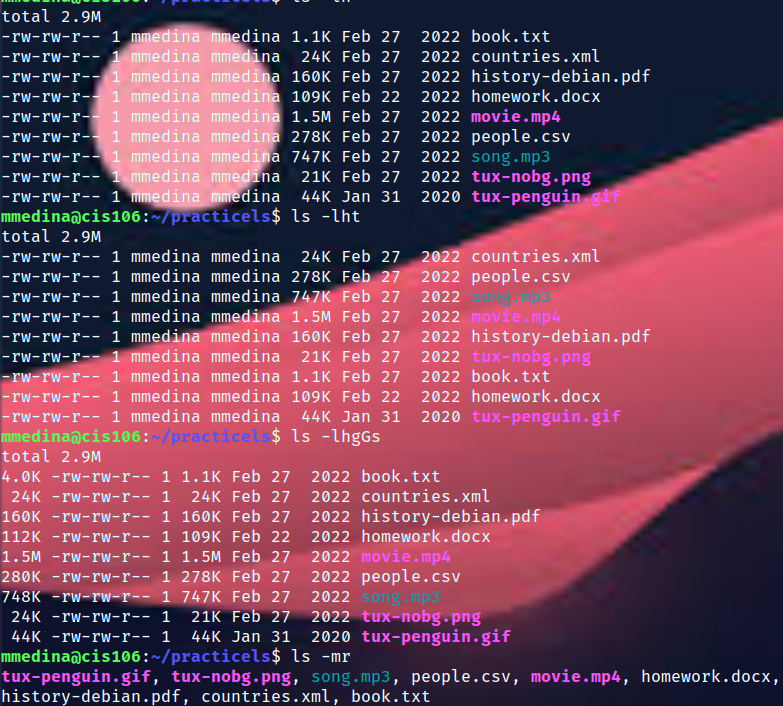 mmedina@cis106:~/practicels$ ls -lh
total 2.9M
-rw-rw-r-- 1 mmedina mmedina 1.1K Feb 27  2022 book.txt
-rw-rw-r-- 1 mmedina mmedina  24K Feb 27  2022 countries.xml
-rw-rw-r-- 1 mmedina mmedina 160K Feb 27  2022 history-debian.pdf
-rw-rw-r-- 1 mmedina mmedina 109K Feb 22  2022 homework.docx
-rw-rw-r-- 1 mmedina mmedina 1.5M Feb 27  2022 movie.mp4
-rw-rw-r-- 1 mmedina mmedina 278K Feb 27  2022 people.csv
-rw-rw-r-- 1 mmedina mmedina 747K Feb 27  2022 song.mp3
-rw-rw-r-- 1 mmedina mmedina  21K Feb 27  2022 tux-nobg.png
-rw-rw-r-- 1 mmedina mmedina  44K Jan 31  2020 tux-penguin.gif
mmedina@cis106:~/practicels$ ls -lht
total 2.9M
-rw-rw-r-- 1 mmedina mmedina  24K Feb 27  2022 countries.xml
-rw-rw-r-- 1 mmedina mmedina 278K Feb 27  2022 people.csv
-rw-rw-r-- 1 mmedina mmedina 747K Feb 27  2022 song.mp3
-rw-rw-r-- 1 mmedina mmedina 1.5M Feb 27  2022 movie.mp4
-rw-rw-r-- 1 mmedina mmedina 160K Feb 27  2022 history-debian.pdf
-rw-rw-r-- 1 mmedina mmedina  21K Feb 27  2022 tux-nobg.png
-rw-rw-r-- 1 mmedina mmedina 1.1K Feb 27  2022 book.txt
-rw-rw-r-- 1 mmedina mmedina 109K Feb 22  2022 homework.docx
-rw-rw-r-- 1 mmedina mmedina  44K Jan 31  2020 tux-penguin.gif
mmedina@cis106:~/practicels$ ls -lhgGs
total 2.9M
4.0K -rw-rw-r-- 1 1.1K Feb 27  2022 book.txt
 24K -rw-rw-r-- 1  24K Feb 27  2022 countries.xml
160K -rw-rw-r-- 1 160K Feb 27  2022 history-debian.pdf
112K -rw-rw-r-- 1 109K Feb 22  2022 homework.docx
1.5M -rw-rw-r-- 1 1.5M Feb 27  2022 movie.mp4
280K -rw-rw-r-- 1 278K Feb 27  2022 people.csv
748K -rw-rw-r-- 1 747K Feb 27  2022 song.mp3
 24K -rw-rw-r-- 1  21K Feb 27  2022 tux-nobg.png
 44K -rw-rw-r-- 1  44K Jan 31  2020 tux-penguin.gif
mmedina@cis106:~/practicels$ ls -mr
tux-penguin.gif, tux-nobg.png, song.mp3, people.csv, movie.mp4, homework.docx,
history-debian.pdf, countries.xml, book.txt